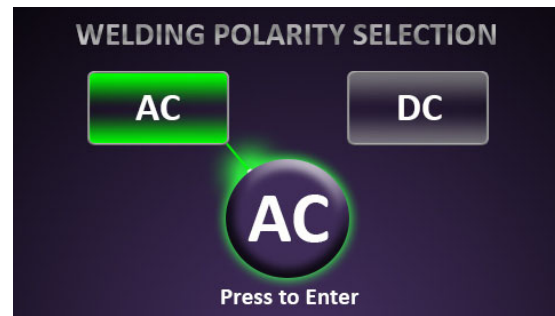 WELDING POLARITY SELECTION
AC DC
AC
Press to Enter